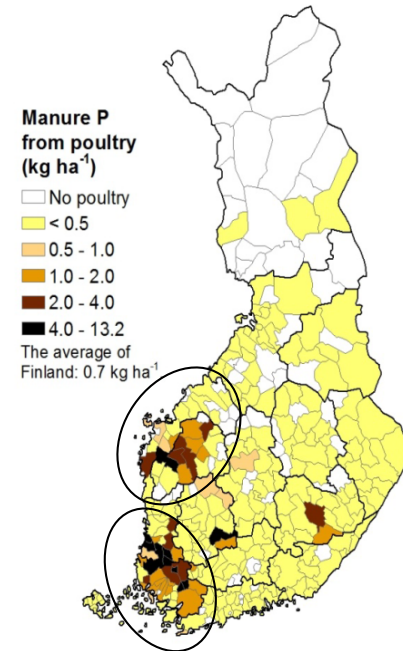 Manure P
from poultry
(kg ha⁻¹)
No poultry
< 0.5
0.5 - 1.0
1.0 - 2.0
2.0 - 4.0
4.0 - 13.2
The average of
Finland: 0.7 kg ha⁻¹